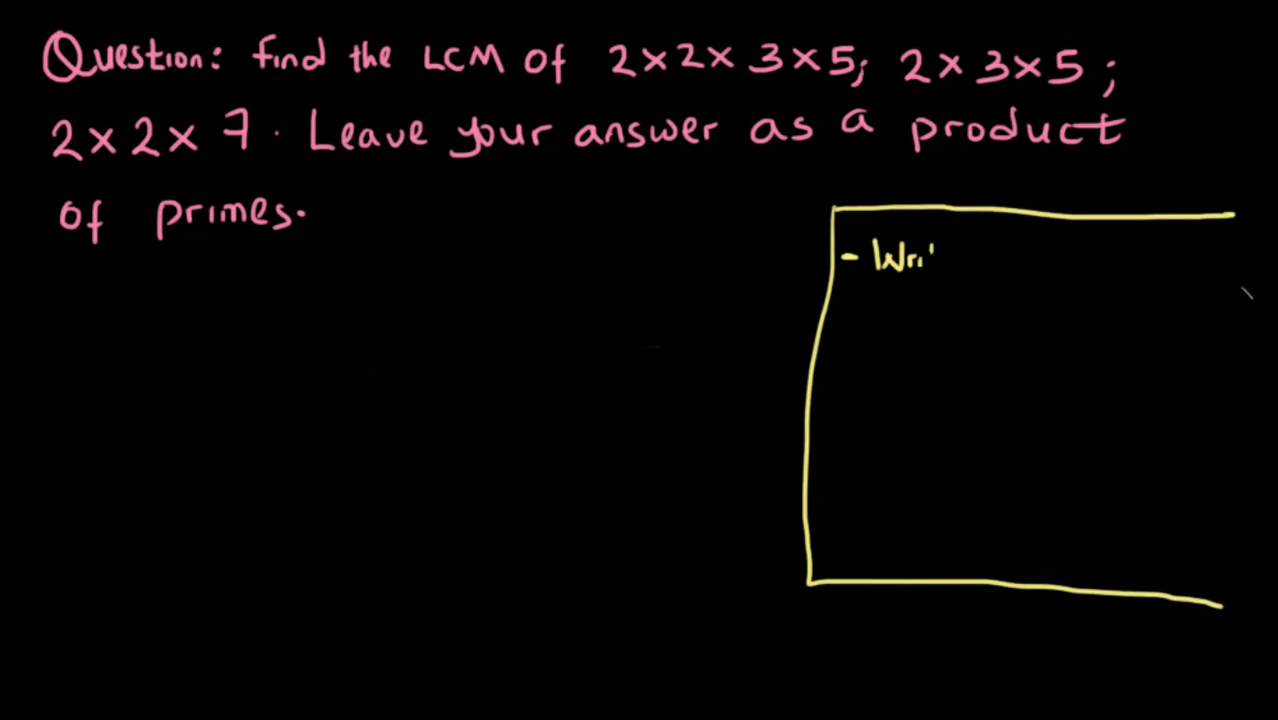 Question: find the LCM of 2×2×3×5; 2×3×5;
2×2×7. Leave your answer as a product
of primes.
- Wri